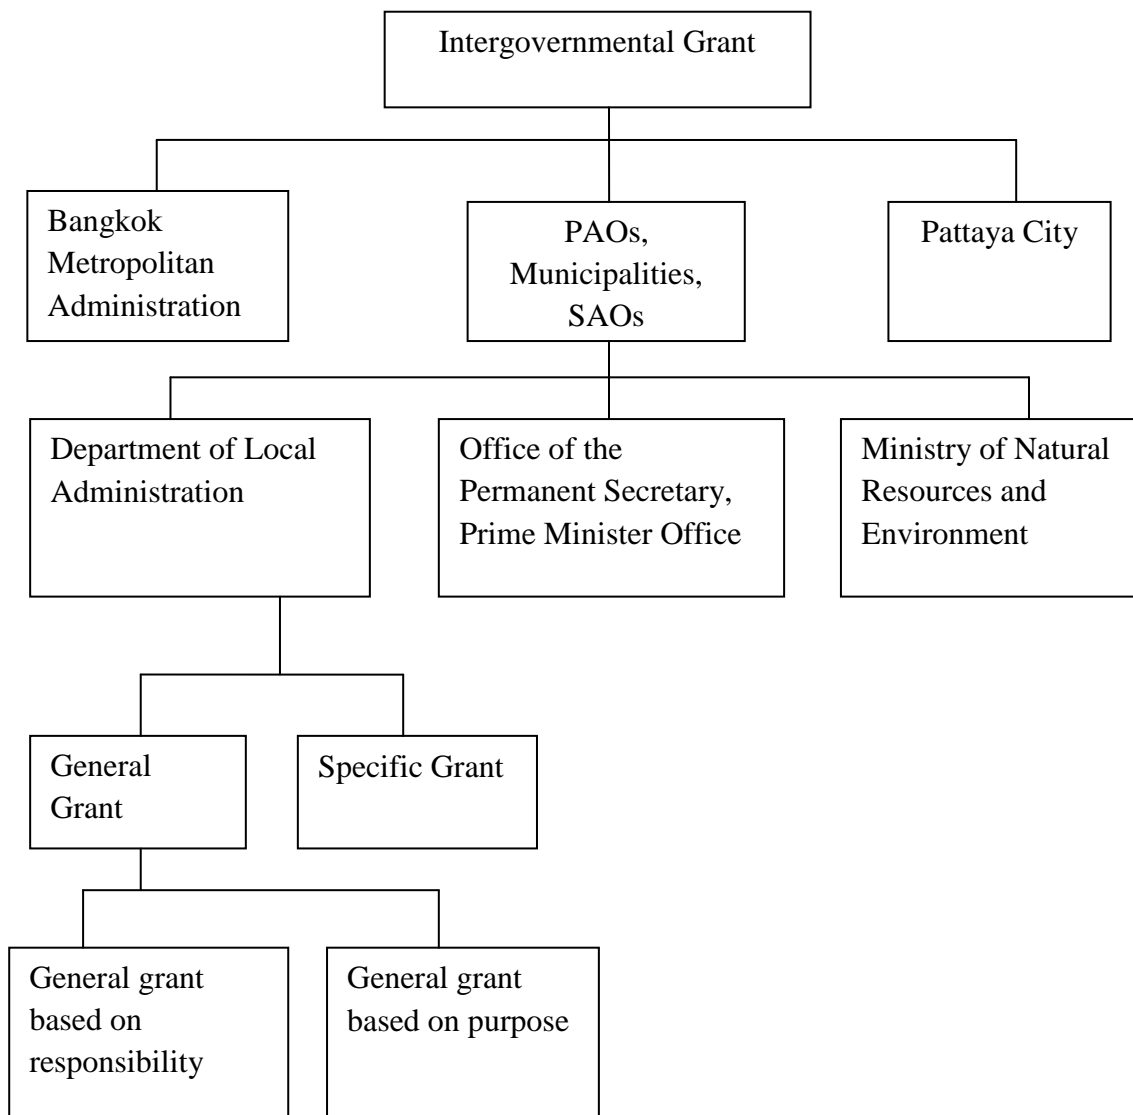 Intergovernmental Grant
Bangkok
Metropolitan
Administration
PAOs,
Municipalities,
SAOs
Pattaya City
Department of Local
Administration
Office of the
Permanent Secretary,
Prime Minister Office
Ministry of Natural
Resources and
Environment
General
Grant
Specific Grant
General grant
based on
responsibility
General grant
based on purpose